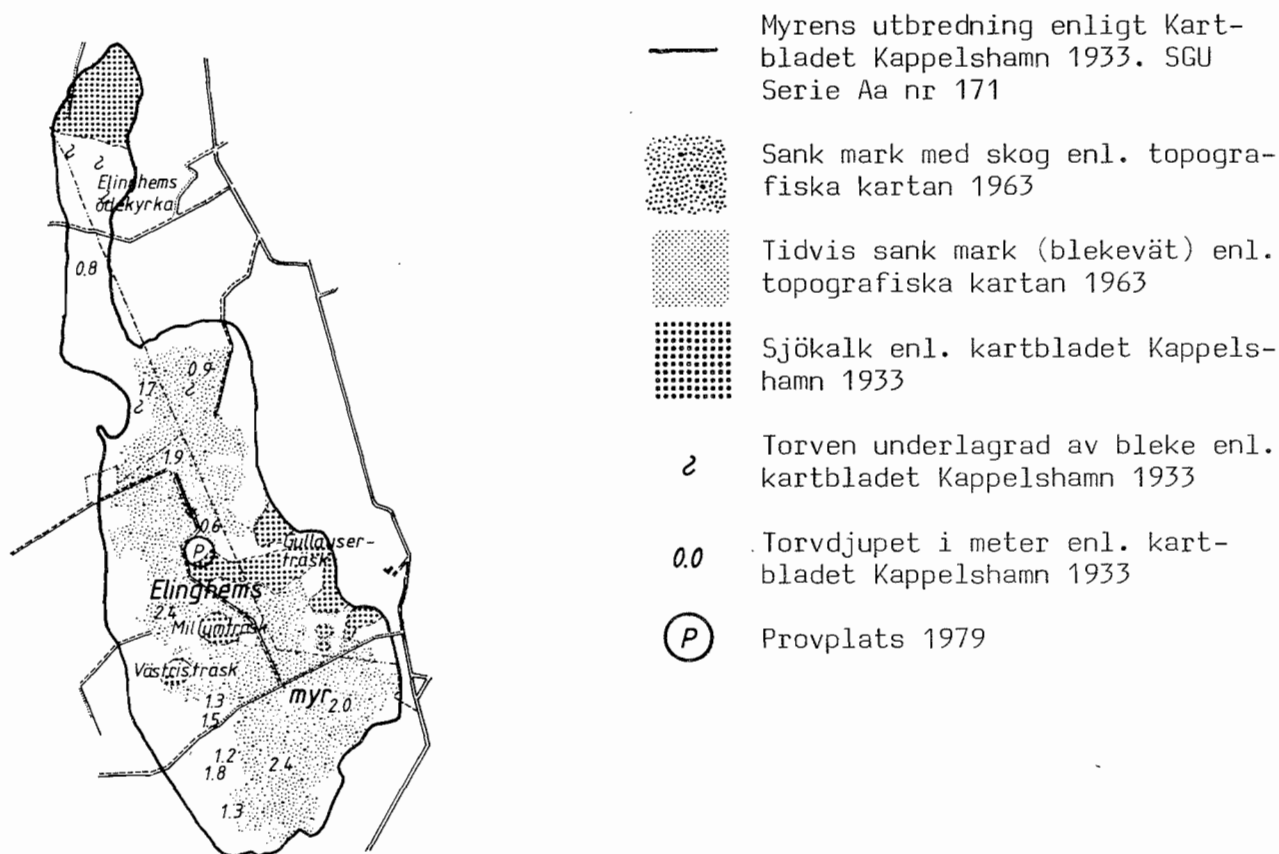 Elinghems
ödekyrka
0.8
0.9
1.7
1.9
0.6
P
Gullauser-
träsk
Elinghems
2.4
Millumträsk
Västristräsk
1.3
1.5
myr
2.0
1.2
1.8
2.4
1.3
Myrens utbredning enligt Kart-
bladet Kappelshamn 1933. SGU
Serie Aa nr 171
Sank mark med skog enl. topogra-
fiska kartan 1963
Tidvis sank mark (blekevät) enl.
topografiska kartan 1963
Sjökalk enl. kartbladet Kappels-
hamn 1933
Torven underlagrad av bleke enl.
kartbladet Kappelshamn 1933
0.0
Torvdjupet i meter enl. kart-
bladet Kappelshamn 1933
P
Provplats 1979